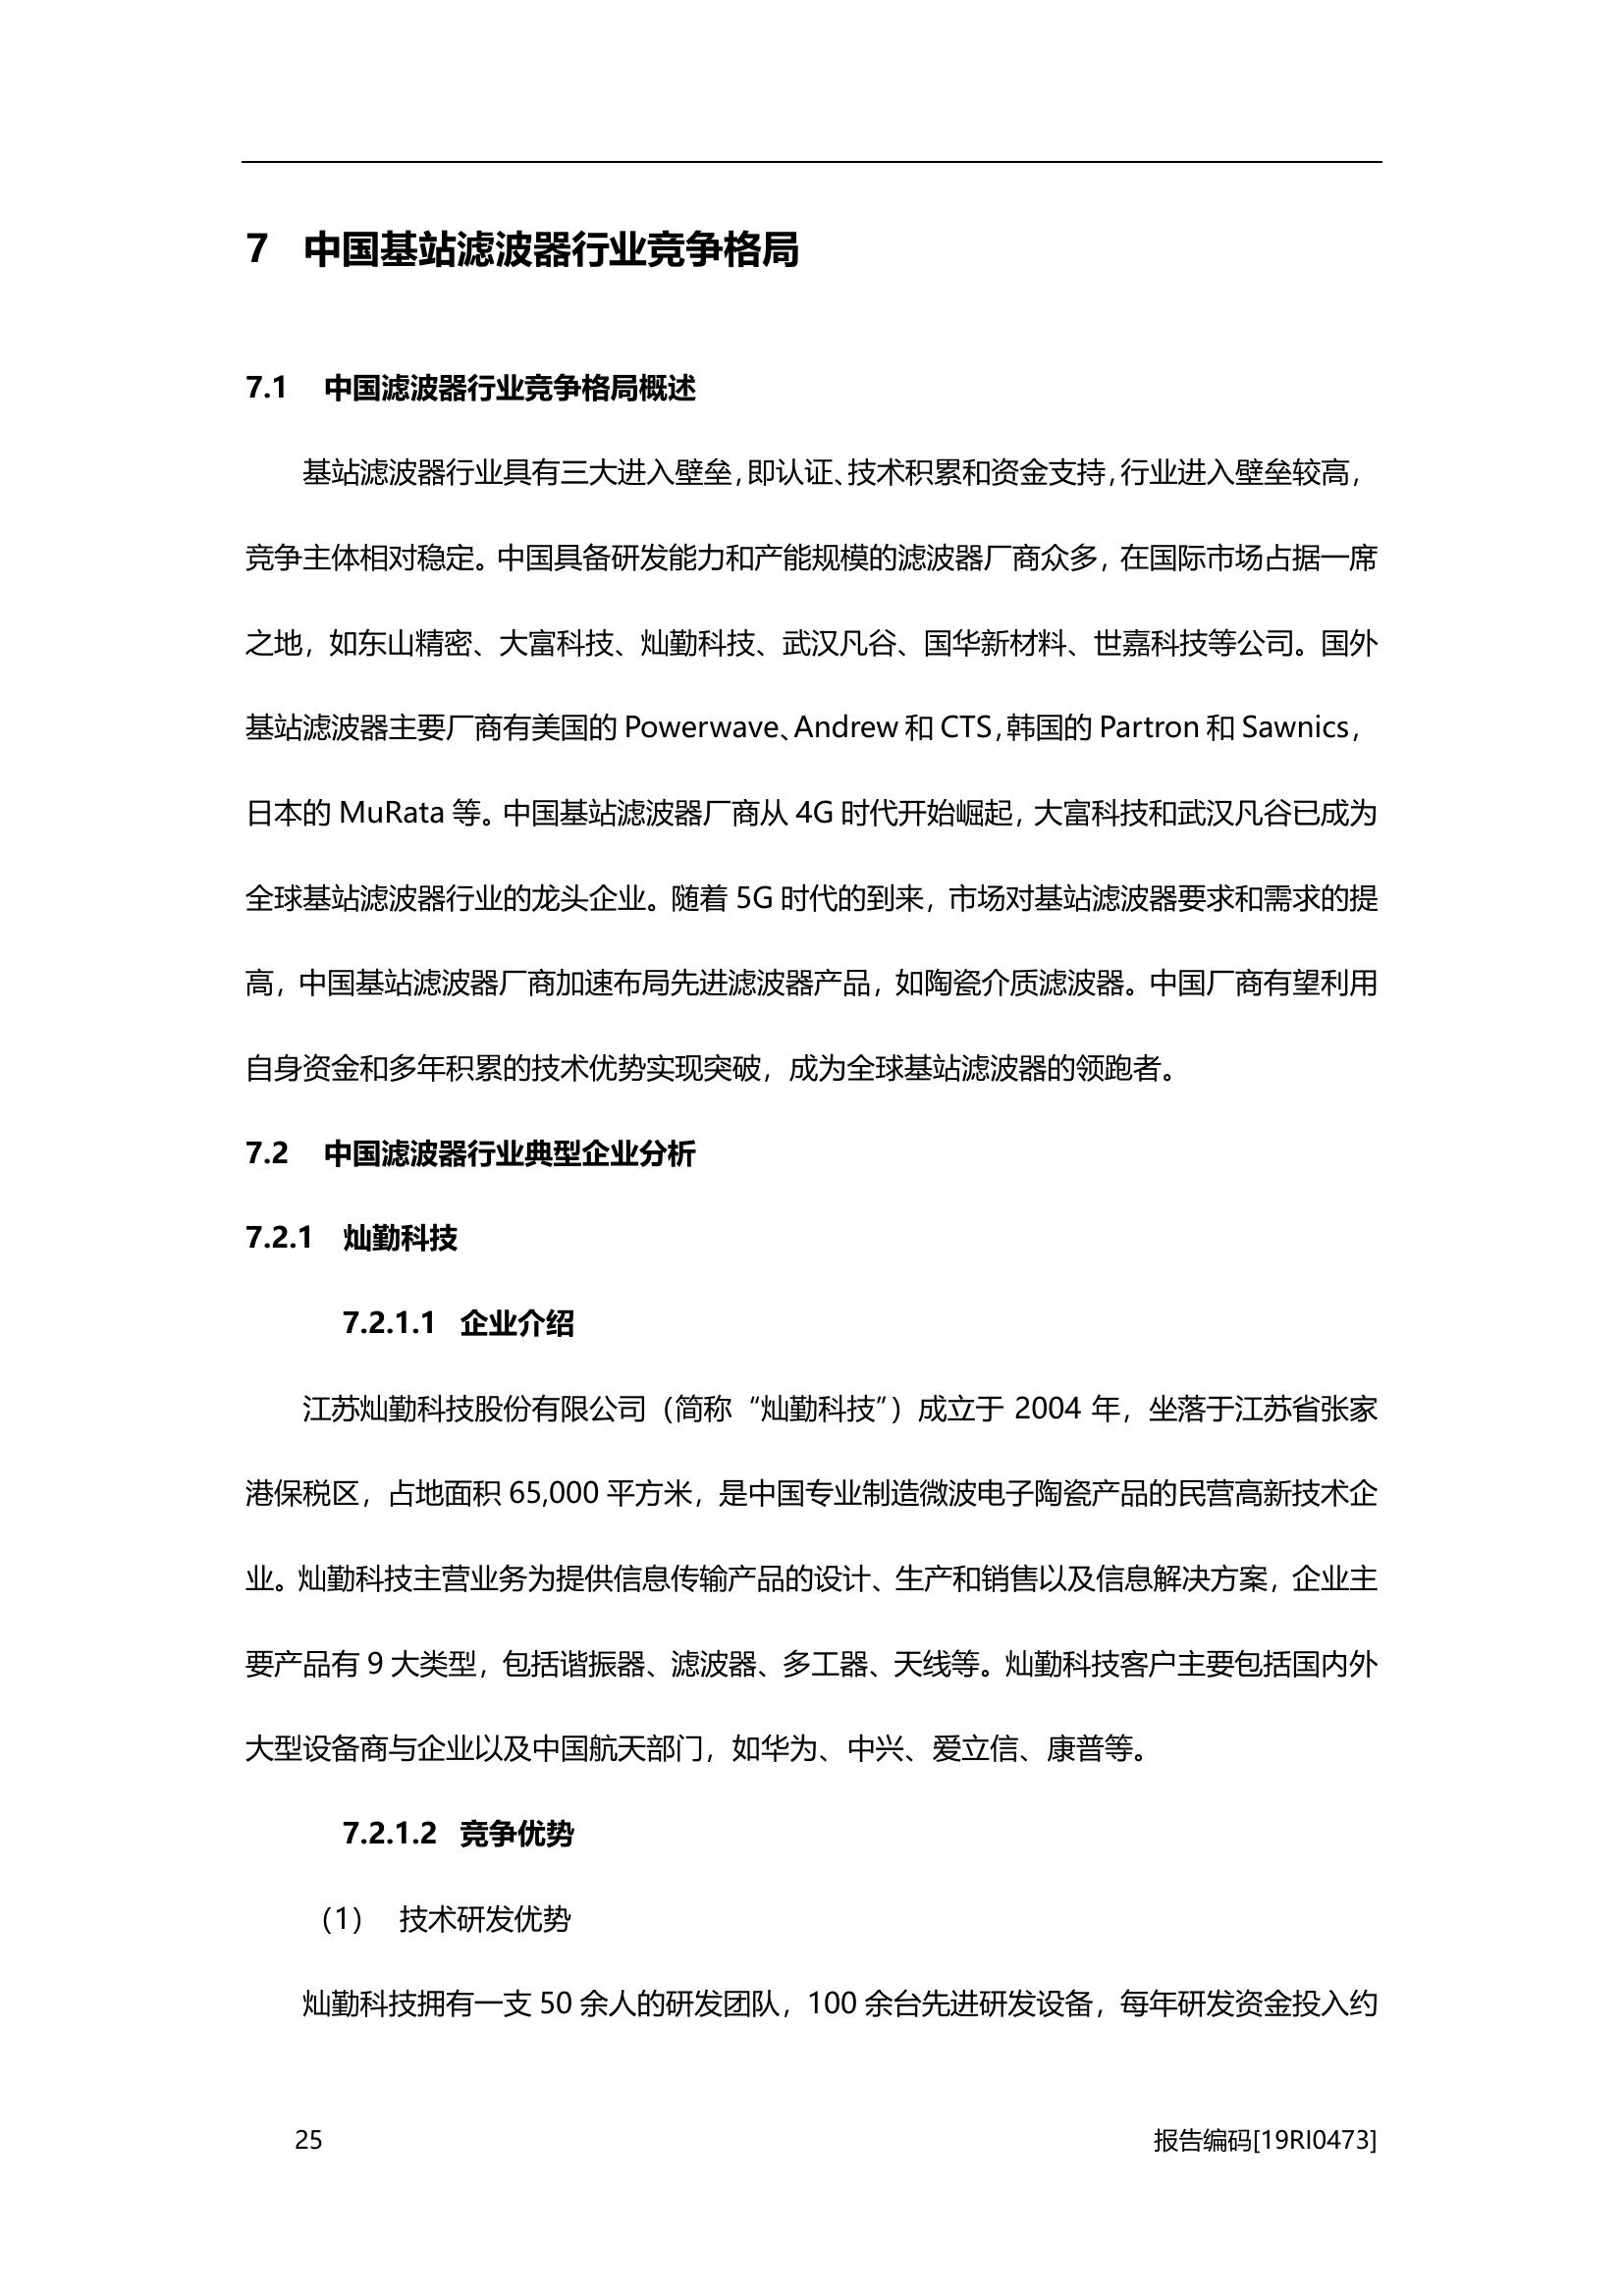 7 中国基站滤波器行业竞争格局
7.1 中国滤波器行业竞争格局概述
基站滤波器行业具有三大进入壁垒，即认证、技术积累和资金支持，行业进入壁垒较高，
竞争主体相对稳定。中国具备研发能力和产能规模的滤波器厂商众多，在国际市场占据一席
之地，如东山精密、大富科技、灿勤科技、武汉凡谷、国华新材料、世嘉科技等公司。国外
基站滤波器主要厂商有美国的 Powerwave、Andrew 和 CTS，韩国的 Partron 和 Sawnics，
日本的 MuRata 等。中国基站滤波器厂商从 4G 时代开始崛起，大富科技和武汉凡谷已成为
全球基站滤波器行业的龙头企业。随着 5G 时代的到来，市场对基站滤波器要求和需求的提
高，中国基站滤波器厂商加速布局先进滤波器产品，如陶瓷介质滤波器。中国厂商有望利用
自身资金和多年积累的技术优势实现突破，成为全球基站滤波器的领跑者。
7.2 中国滤波器行业典型企业分析
7.2.1 灿勤科技
7.2.1.1 企业介绍
江苏灿勤科技股份有限公司（简称“灿勤科技”）成立于 2004 年，坐落于江苏省张家
港保税区，占地面积 65,000 平方米，是中国专业制造微波电子陶瓷产品的民营高新技术企
业。灿勤科技主营业务为提供信息传输产品的设计、生产和销售以及信息解决方案，企业主
要产品有 9 大类型，包括谐振器、滤波器、多工器、天线等。灿勤科技客户主要包括国内外
大型设备商与企业以及中国航天部门，如华为、中兴、爱立信、康普等。
7.2.1.2 竞争优势
（1） 技术研发优势
灿勤科技拥有一支 50 余人的研发团队，100 余台先进研发设备，每年研发资金投入约
25 报告编码[19RI0473]